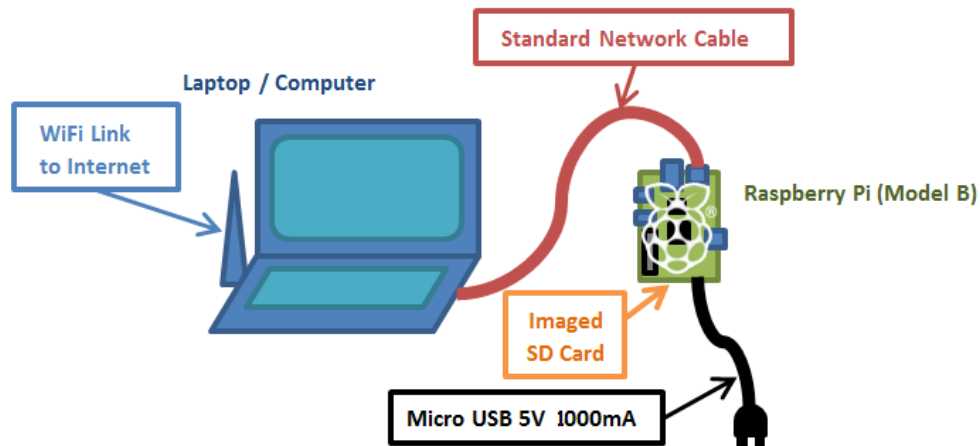 Standard Network Cable
Laptop / Computer
WiFi Link
to Internet
Raspberry Pi (Model B)
®
Imaged
SD Card
Micro USB 5V 1000mA